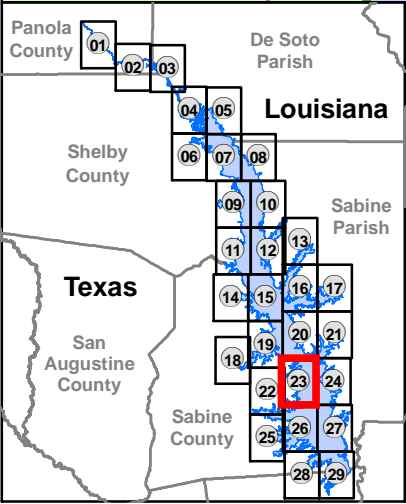 Panola
County
01
02
03
De Soto
Parish
04
05
Louisiana
Shelby
County
06
07
08
09
10
Sabine
Parish
11
12
13
Texas
14
15
16
17
San
Augustine
County
18
19
20
21
22
23
24
Sabine
County
25
26
27
28
29